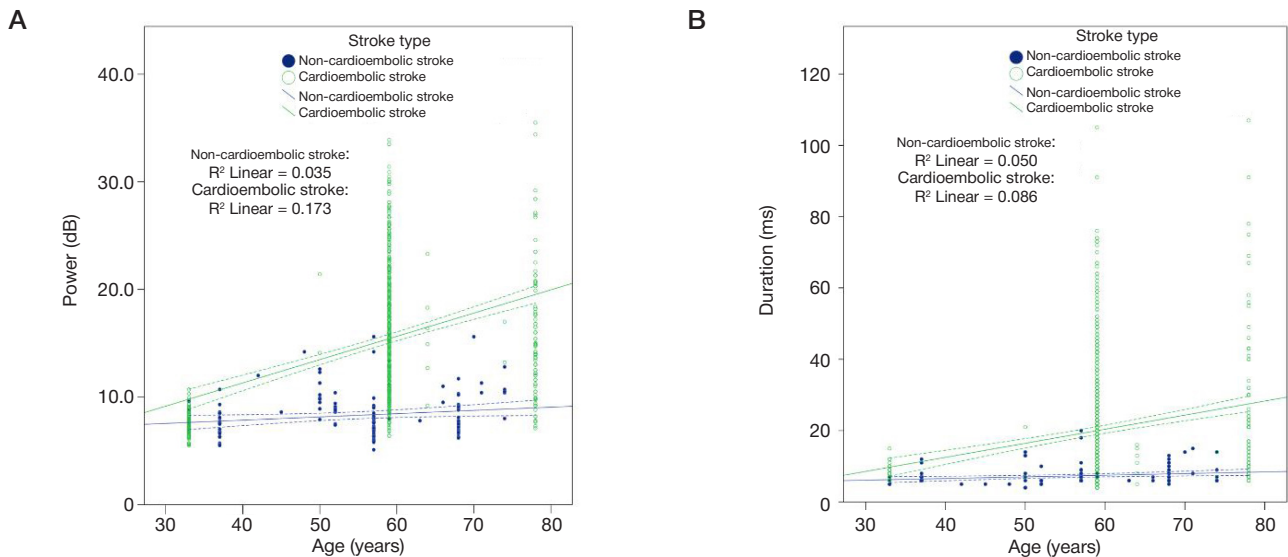 A
Stroke type
Non-cardioembolic stroke
Cardioembolic stroke
Non-cardioembolic stroke
Cardioembolic stroke
Non-cardioembolic stroke:
R² Linear = 0.035
Cardioembolic stroke:
R² Linear = 0.173
Power (dB)
40.0
30.0
20.0
10.0
0
30 40 50 60 70 80
Age (years)
B
Stroke type
Non-cardioembolic stroke
Cardioembolic stroke
Non-cardioembolic stroke
Cardioembolic stroke
Non-cardioembolic stroke:
R² Linear = 0.050
Cardioembolic stroke:
R² Linear = 0.086
Duration (ms)
120
100
80
60
40
20
0
30 40 50 60 70 80
Age (years)